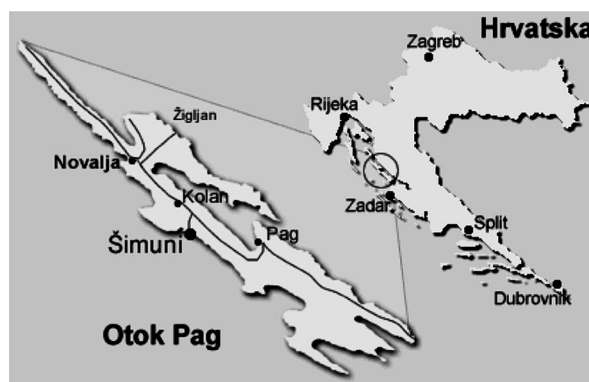 Hrvatska
Zagreb
Rijeka
Žigljan
Novalja
Kolan
Zadar
Šimuni
Pag
Split
Dubrovnik
Otok Pag